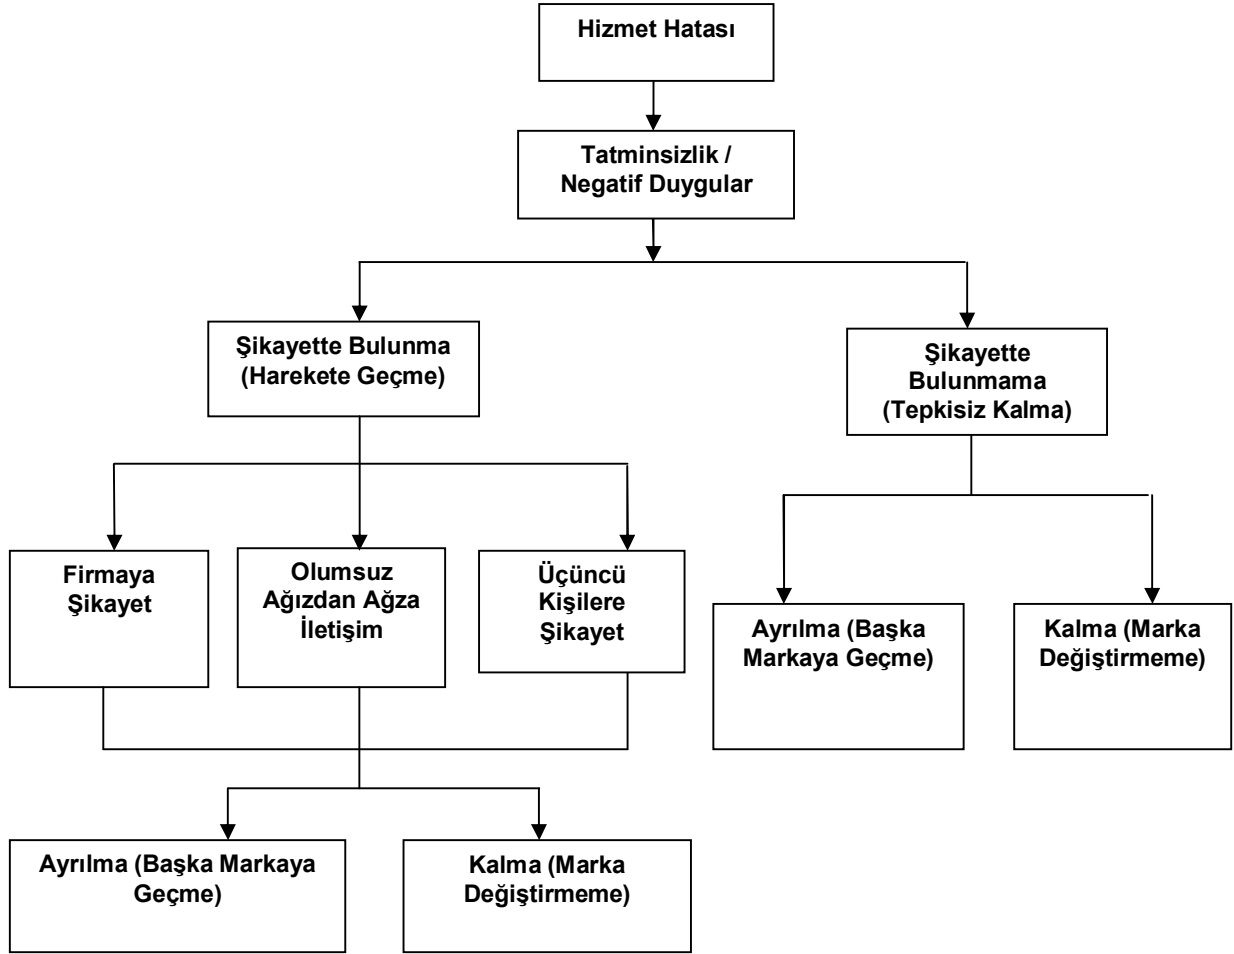 Hizmet Hatası
Tatminsizlik /
Negatif Duygular
Şikayette Bulunma
(Harekete Geçme)
Şikayette
Bulunmama
(Tepkisiz Kalma)
Firmaya
Şikayet
Olumsuz
Ağızdan Ağza
İletişim
Üçüncü
Kişilere
Şikayet
Ayrılma (Başka
Markaya Geçme)
Kalma (Marka
Değiştirmeme)
Ayrılma (Başka Markaya
Geçme)
Kalma (Marka
Değiştirmeme)